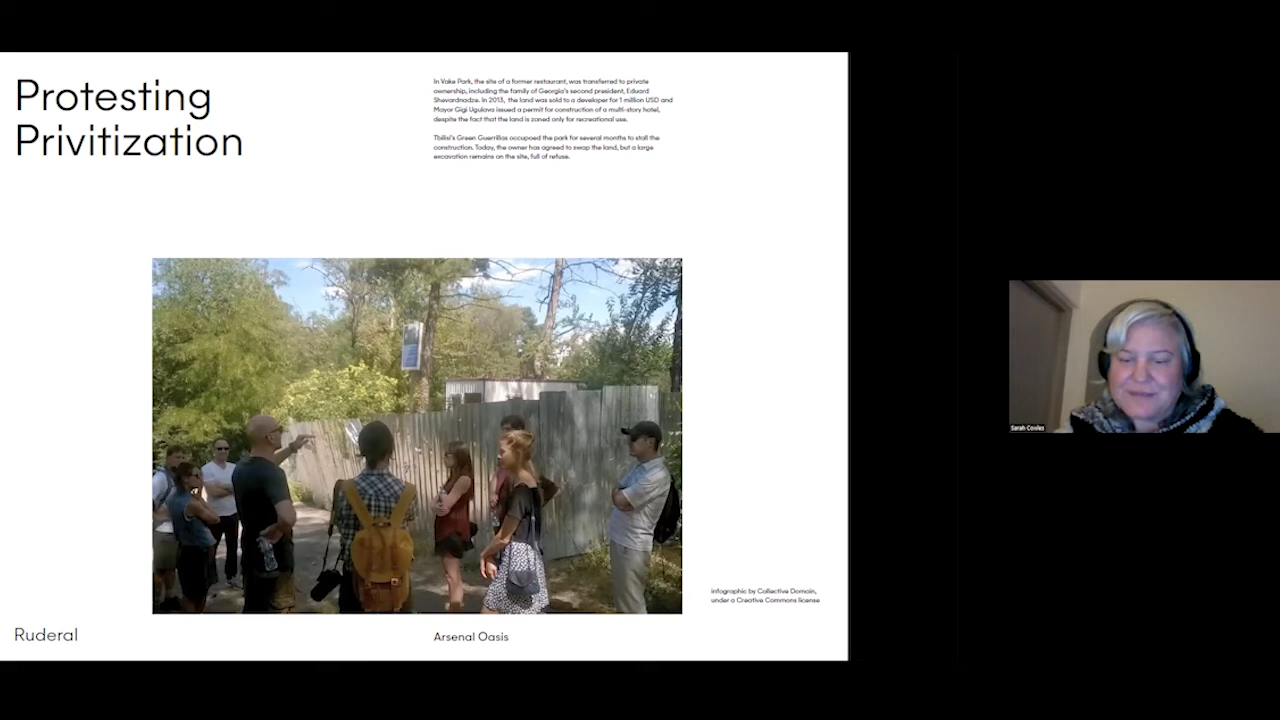 Protesting
Privitization
In Vake Park, the site of a former restaurant, was transferred to private
ownership, including the family of Georgia's second president, Eduard
Shevardnadze. In 2013, the land was sold to a developer for 1 million USD and
Mayor Gigi Ugulava issued a permit for construction of a multi-story hotel,
despite the fact that the land is zoned only for recreational use.
Tbilisi's Green Guerrillas occupoed the park for several months to stall the
construction. Today, the owner has agreed to swap the land, but a large
excavation remains on the site, full of refuse.
infographic by Collective Domain,
under a Creative Commons license
Ruderal
Arsenal Oasis
Sarah Cowles